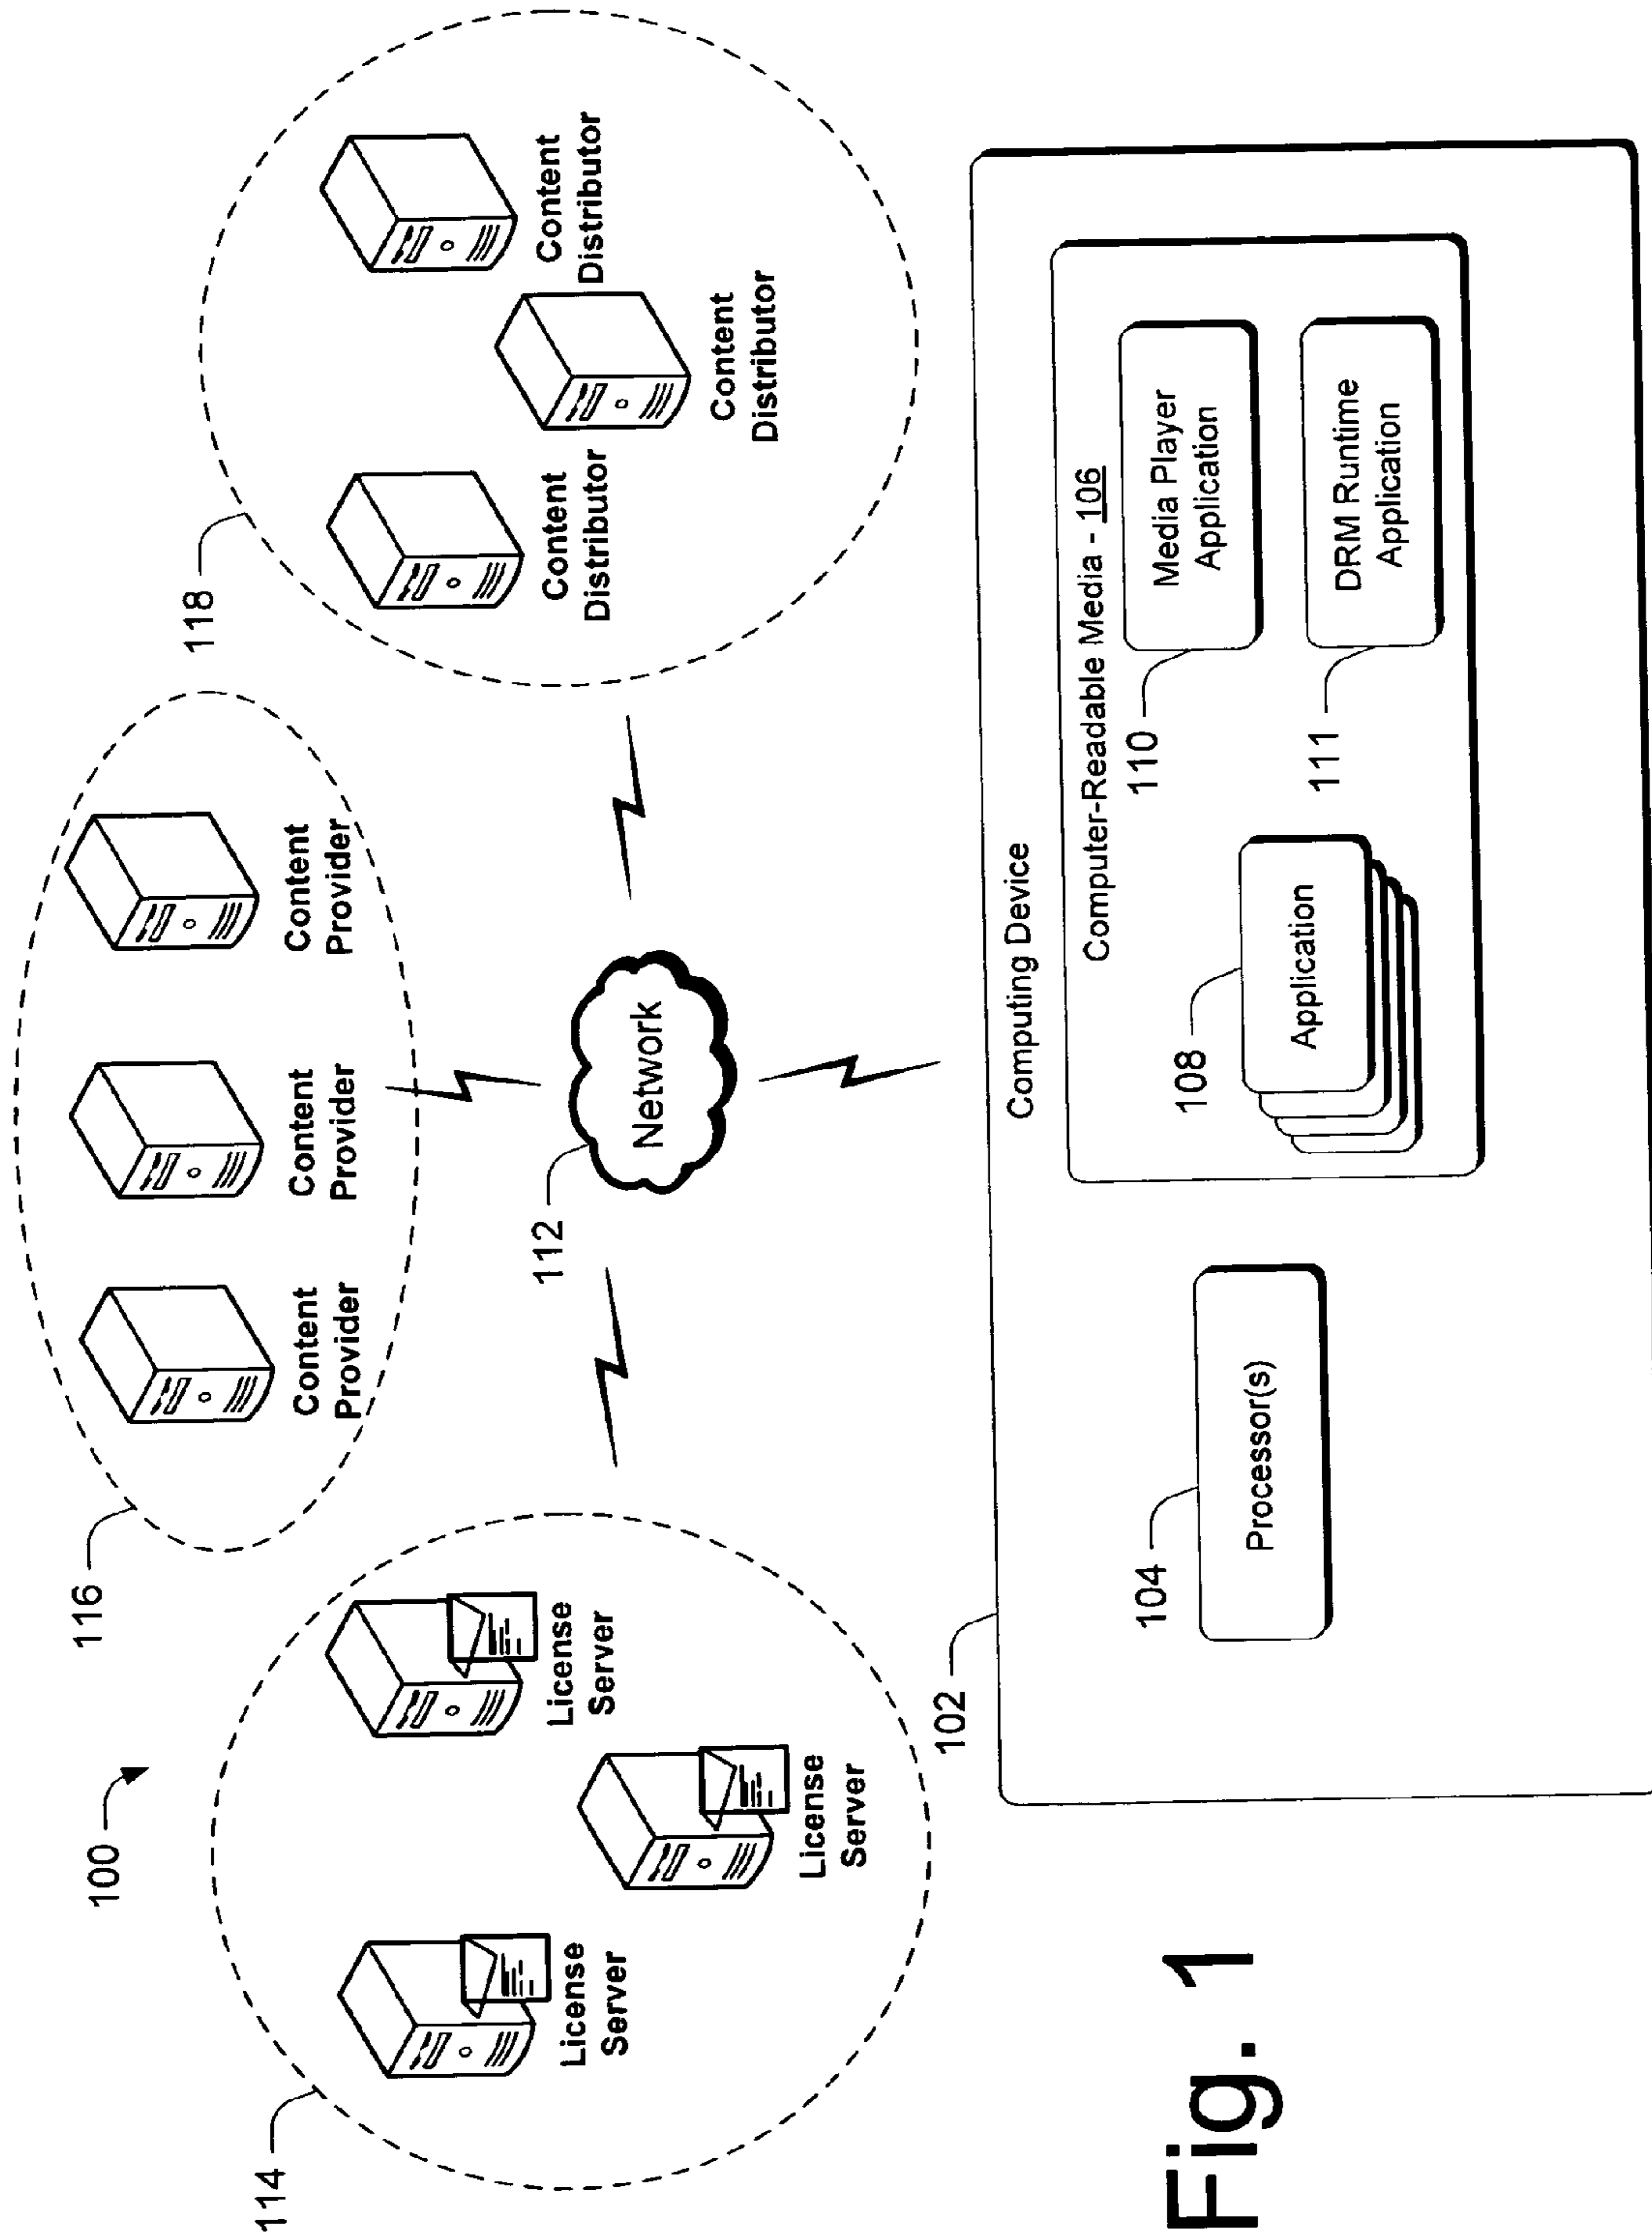 100
116
Content
Provider
Content
Provider
Content
Provider
118
Content
Distributor
Content
Distributor
Content
Distributor
114
License
Server
License
Server
License
Server
112
Network
102
Computing Device
104
Processor(s)
Computer-Readable Media - 106
108
Application
110
Media Player
Application
111
DRM Runtime
Application
Fig. 1